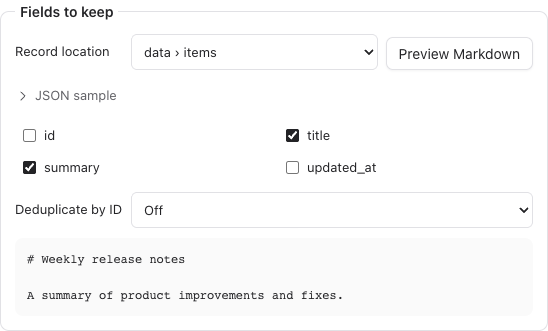 Fields to keep
Record location
data › items
Preview Markdown
JSON sample
id
title
summary
updated_at
Deduplicate by ID
Off
# Weekly release notes
A summary of product improvements and fixes.